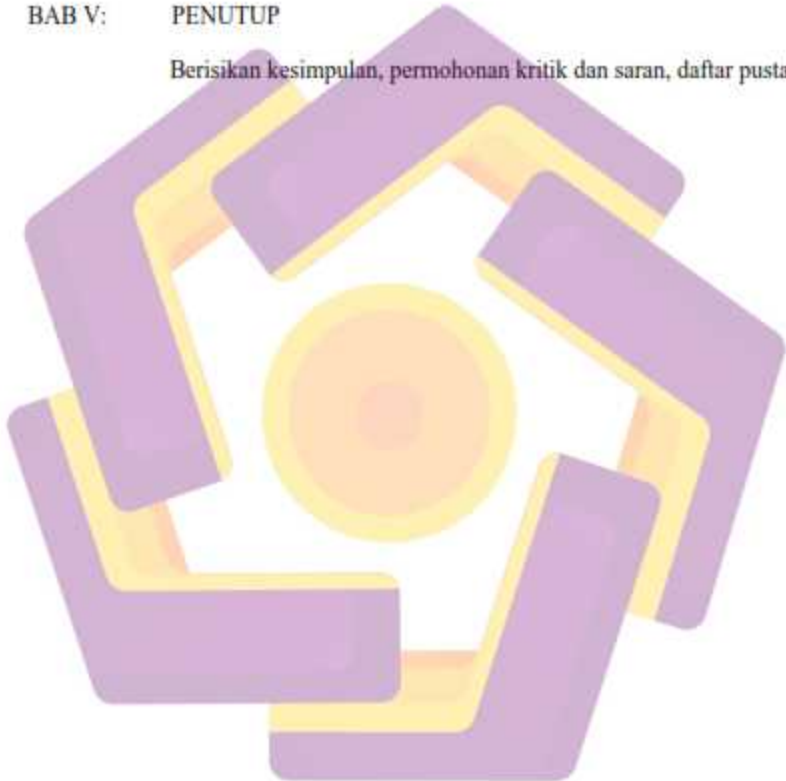 BAB V: PENUTUP
Berisikan kesimpulan, permohonan kritik dan saran, daftar